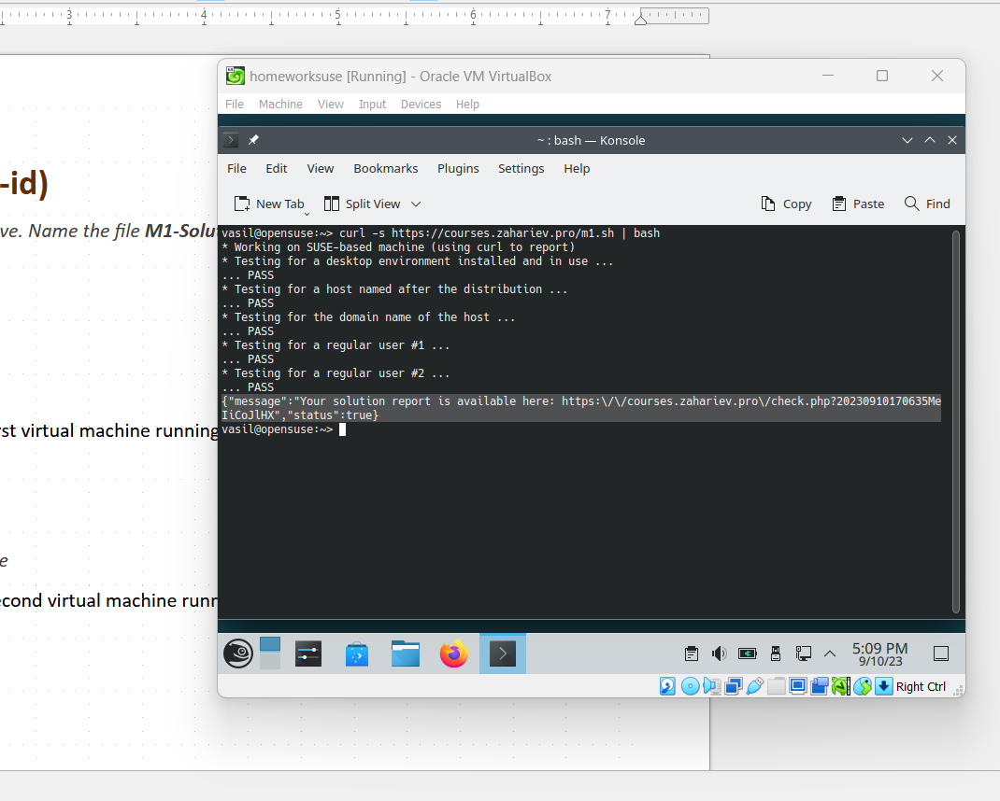 3 4 5 6 7
homeworksuse [Running] - Oracle VM VirtualBox
File Machine View Input Devices Help
~ : bash — Konsole
File Edit View Bookmarks Plugins Settings Help
New Tab Split View Copy Paste Find
-id)
ve. Name the file M1-Solu
vasil@opensuse:~> curl -s https://courses.zahariev.pro/m1.sh | bash
* Working on SUSE-based machine (using curl to report)
* Testing for a desktop environment installed and in use ...
... PASS
* Testing for a host named after the distribution ...
... PASS
* Testing for the domain name of the host ...
... PASS
* Testing for a regular user #1 ...
... PASS
* Testing for a regular user #2 ...
... PASS
{"message":"Your solution report is available here: https:\/\/courses.zahariev.pro\/check.php?20230910170635Me
IiCoJlHX","status":true}
vasil@opensuse:~>
rst virtual machine running
e
econd virtual machine runn
5:09 PM
9/10/23
Right Ctrl